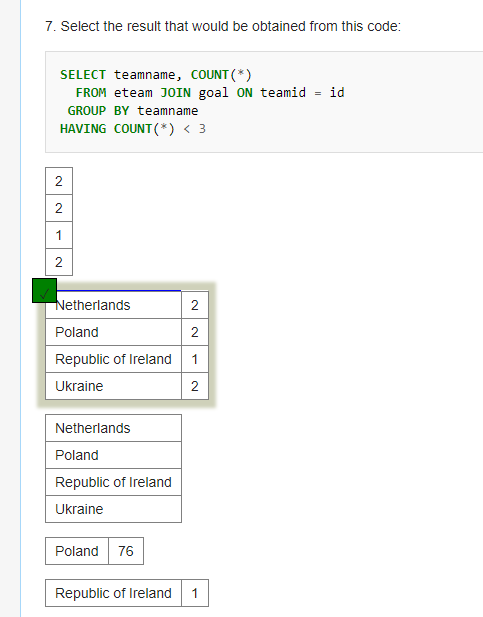 7. Select the result that would be obtained from this code:
SELECT teamname, COUNT(*)
FROM eteam JOIN goal ON teamid = id
GROUP BY teamname
HAVING COUNT(*) < 3
2
2
1
2
Netherlands 2
Poland 2
Republic of Ireland 1
Ukraine 2
Netherlands
Poland
Republic of Ireland
Ukraine
Poland 76
Republic of Ireland 1